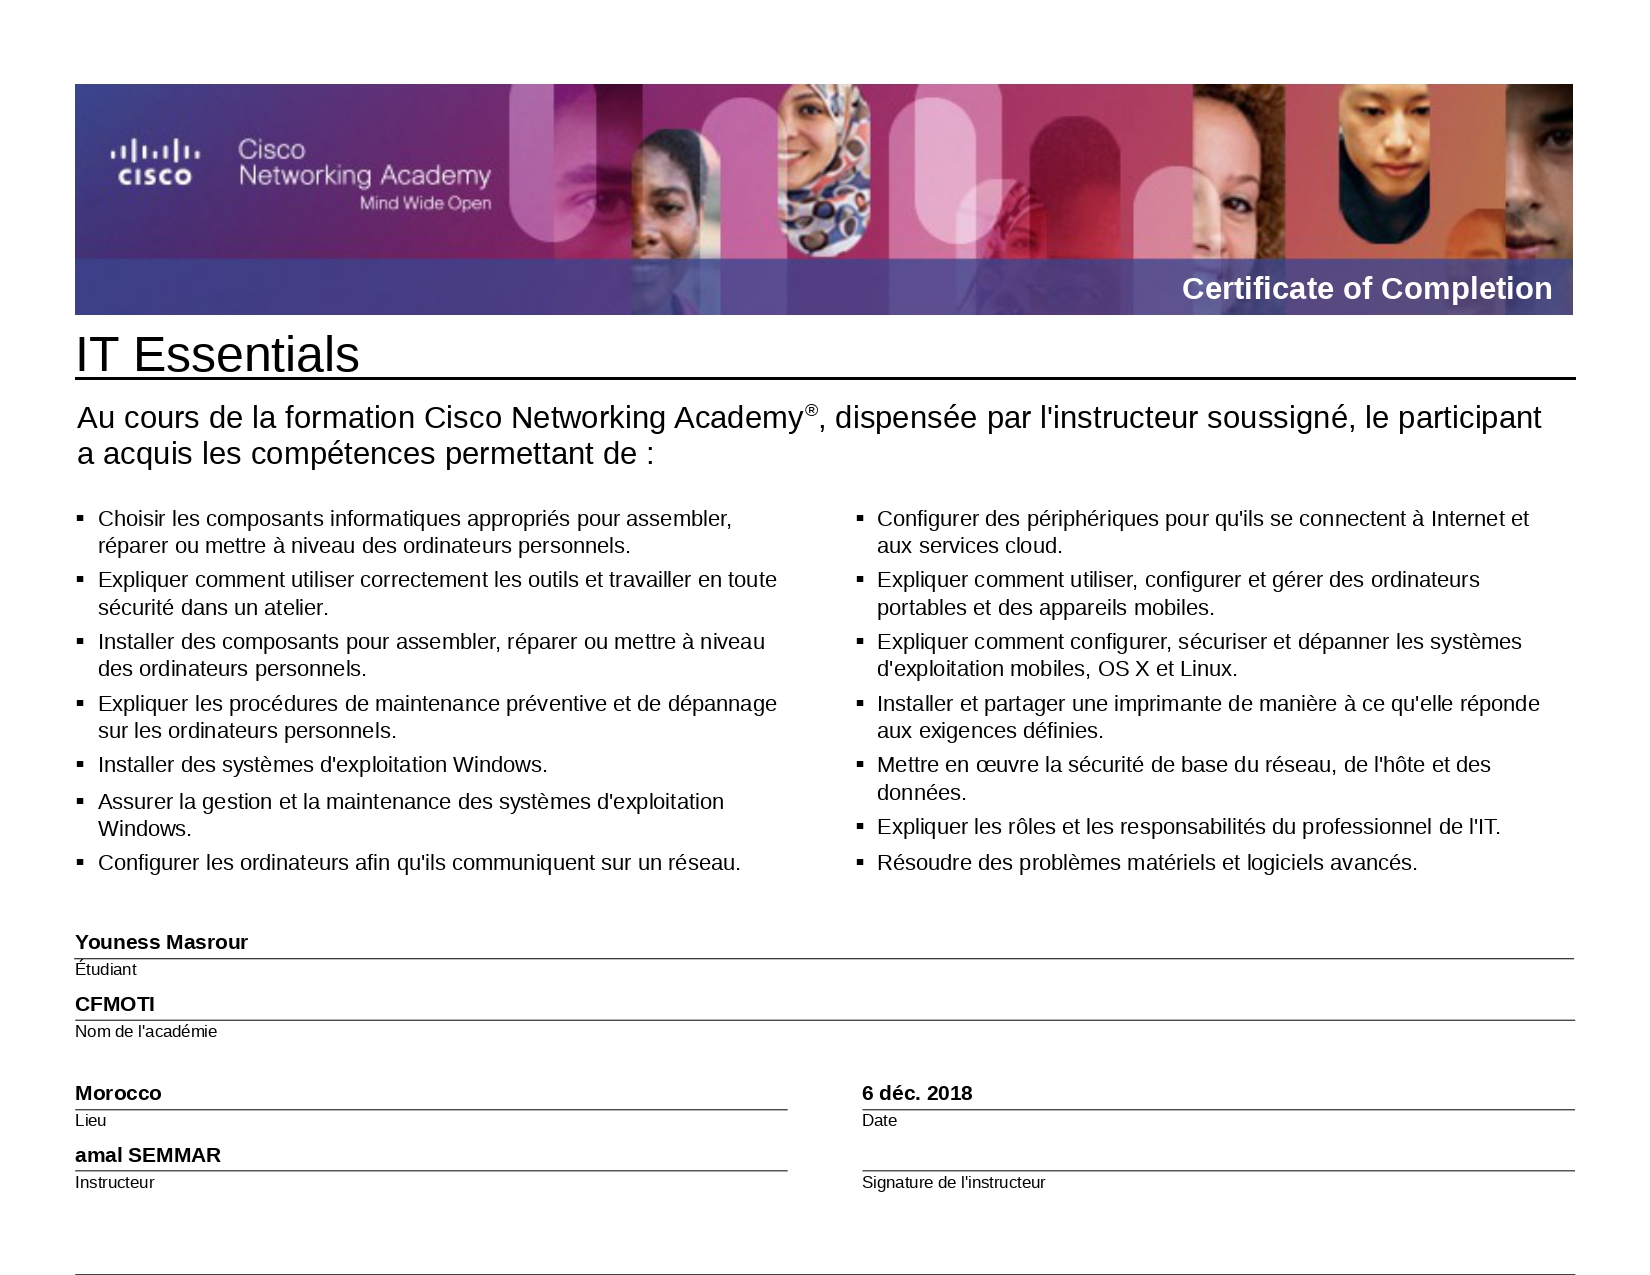 CISCO
Cisco
Networking Academy
Mind Wide Open
Certificate of Completion
IT Essentials
Au cours de la formation Cisco Networking Academy®, dispensée par l'instructeur soussigné, le participant
a acquis les compétences permettant de :
▪ Choisir les composants informatiques appropriés pour assembler,
réparer ou mettre à niveau des ordinateurs personnels.
▪ Expliquer comment utiliser correctement les outils et travailler en toute
sécurité dans un atelier.
▪ Installer des composants pour assembler, réparer ou mettre à niveau
des ordinateurs personnels.
▪ Expliquer les procédures de maintenance préventive et de dépannage
sur les ordinateurs personnels.
▪ Installer des systèmes d'exploitation Windows.
▪ Assurer la gestion et la maintenance des systèmes d'exploitation
Windows.
▪ Configurer les ordinateurs afin qu'ils communiquent sur un réseau.
▪ Configurer des périphériques pour qu'ils se connectent à Internet et
aux services cloud.
▪ Expliquer comment utiliser, configurer et gérer des ordinateurs
portables et des appareils mobiles.
▪ Expliquer comment configurer, sécuriser et dépanner les systèmes
d'exploitation mobiles, OS X et Linux.
▪ Installer et partager une imprimante de manière à ce qu'elle réponde
aux exigences définies.
▪ Mettre en œuvre la sécurité de base du réseau, de l'hôte et des
données.
▪ Expliquer les rôles et les responsabilités du professionnel de l'IT.
▪ Résoudre des problèmes matériels et logiciels avancés.
Youness Masrour
Étudiant
CFMOTI
Nom de l'académie
Morocco
Lieu
6 déc. 2018
Date
amal SEMMAR
Instructeur
Signature de l'instructeur